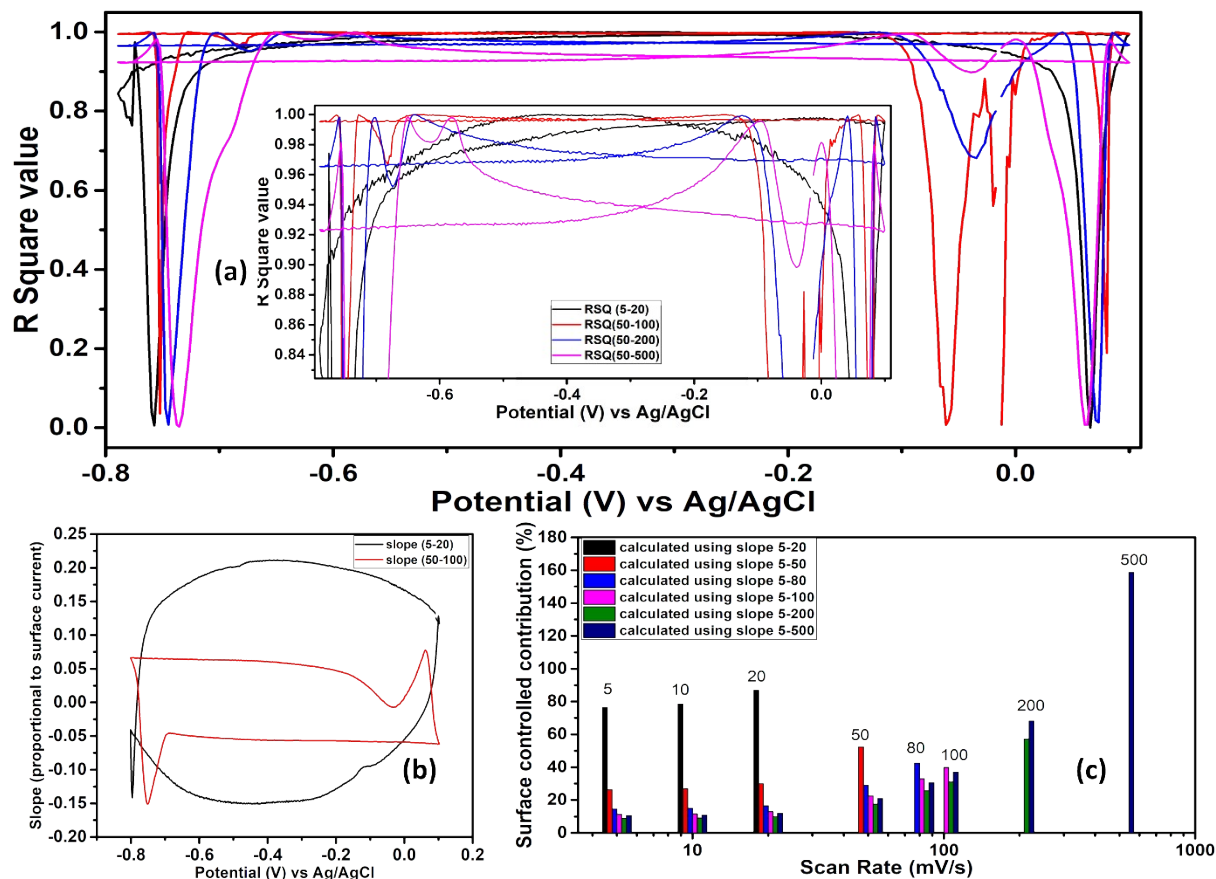 1.0
0.8
0.6
0.4
0.2
0.0
R Square value
-0.8
-0.6
-0.4
-0.2
0.0
Potential (V) vs Ag/AgCl
(a)
1.00
0.98
0.96
0.94
0.92
0.90
0.88
0.86
0.84
R Square value
RSQ (5-20)
RSQ(50-100)
RSQ(50-200)
RSQ(50-500)
-0.6
-0.4
-0.2
0.0
Potential (V) vs Ag/AgCl
0.25
0.20
0.15
0.10
0.05
0.00
-0.05
-0.10
-0.15
-0.20
Slope (proportional to surface current)
slope (5-20)
slope (50-100)
(b)
-0.8
-0.6
-0.4
-0.2
0.0
0.2
Potential (V) vs Ag/AgCl
180
160
140
120
100
80
60
40
20
0
Surface controlled contribution (%)
calculated using slope 5-20
calculated using slope 5-50
calculated using slope 5-80
calculated using slope 5-100
calculated using slope 5-200
calculated using slope 5-500
5
10
20
50
80
100
200
500
(c)
10
100
1000
Scan Rate (mV/s)